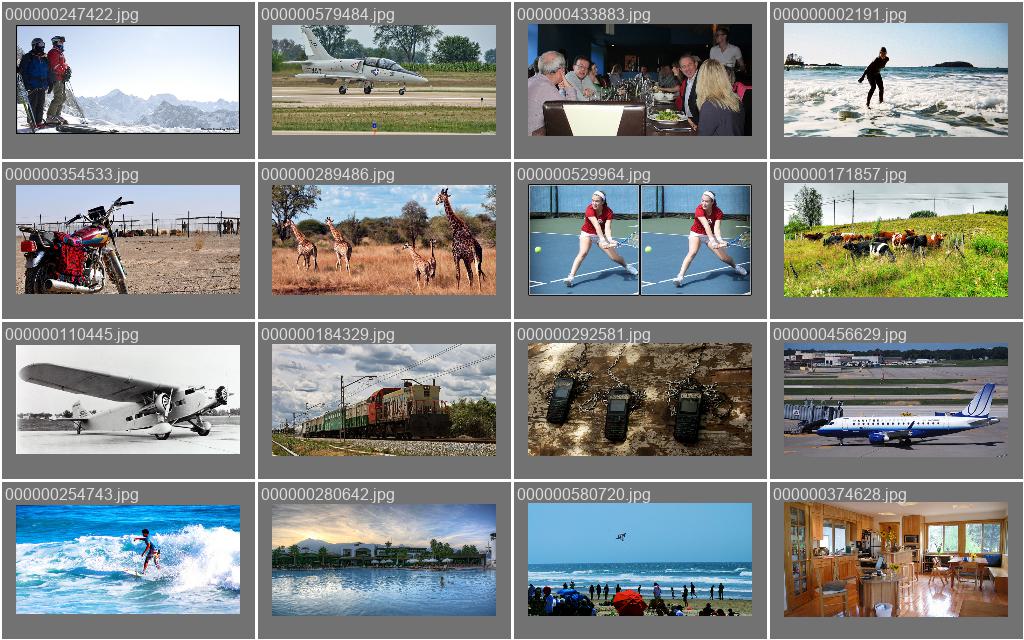 000000247422.jpg
000000579484.jpg
000000433883.jpg
000000002191.jpg
000000354533.jpg
000000289486.jpg
000000529964.jpg
000000171857.jpg
000000110445.jpg
000000184329.jpg
000000292581.jpg
000000456629.jpg
000000254743.jpg
000000280642.jpg
000000580720.jpg
000000374628.jpg